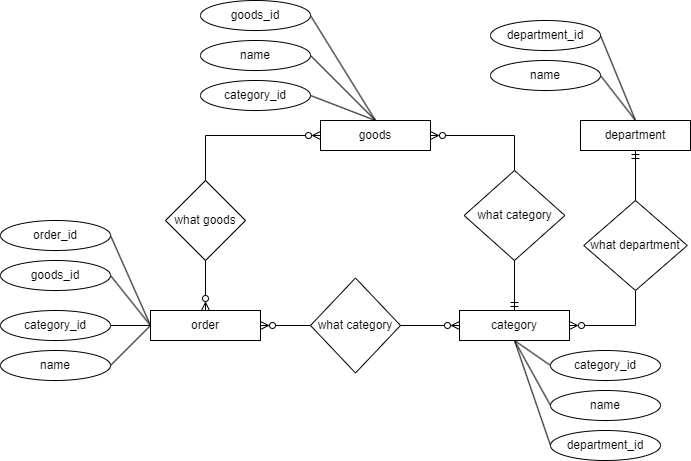 goods_id
name
category_id
department_id
name
goods
department
what goods
what category
what department
order_id
goods_id
category_id
name
order
what category
category
category_id
name
department_id